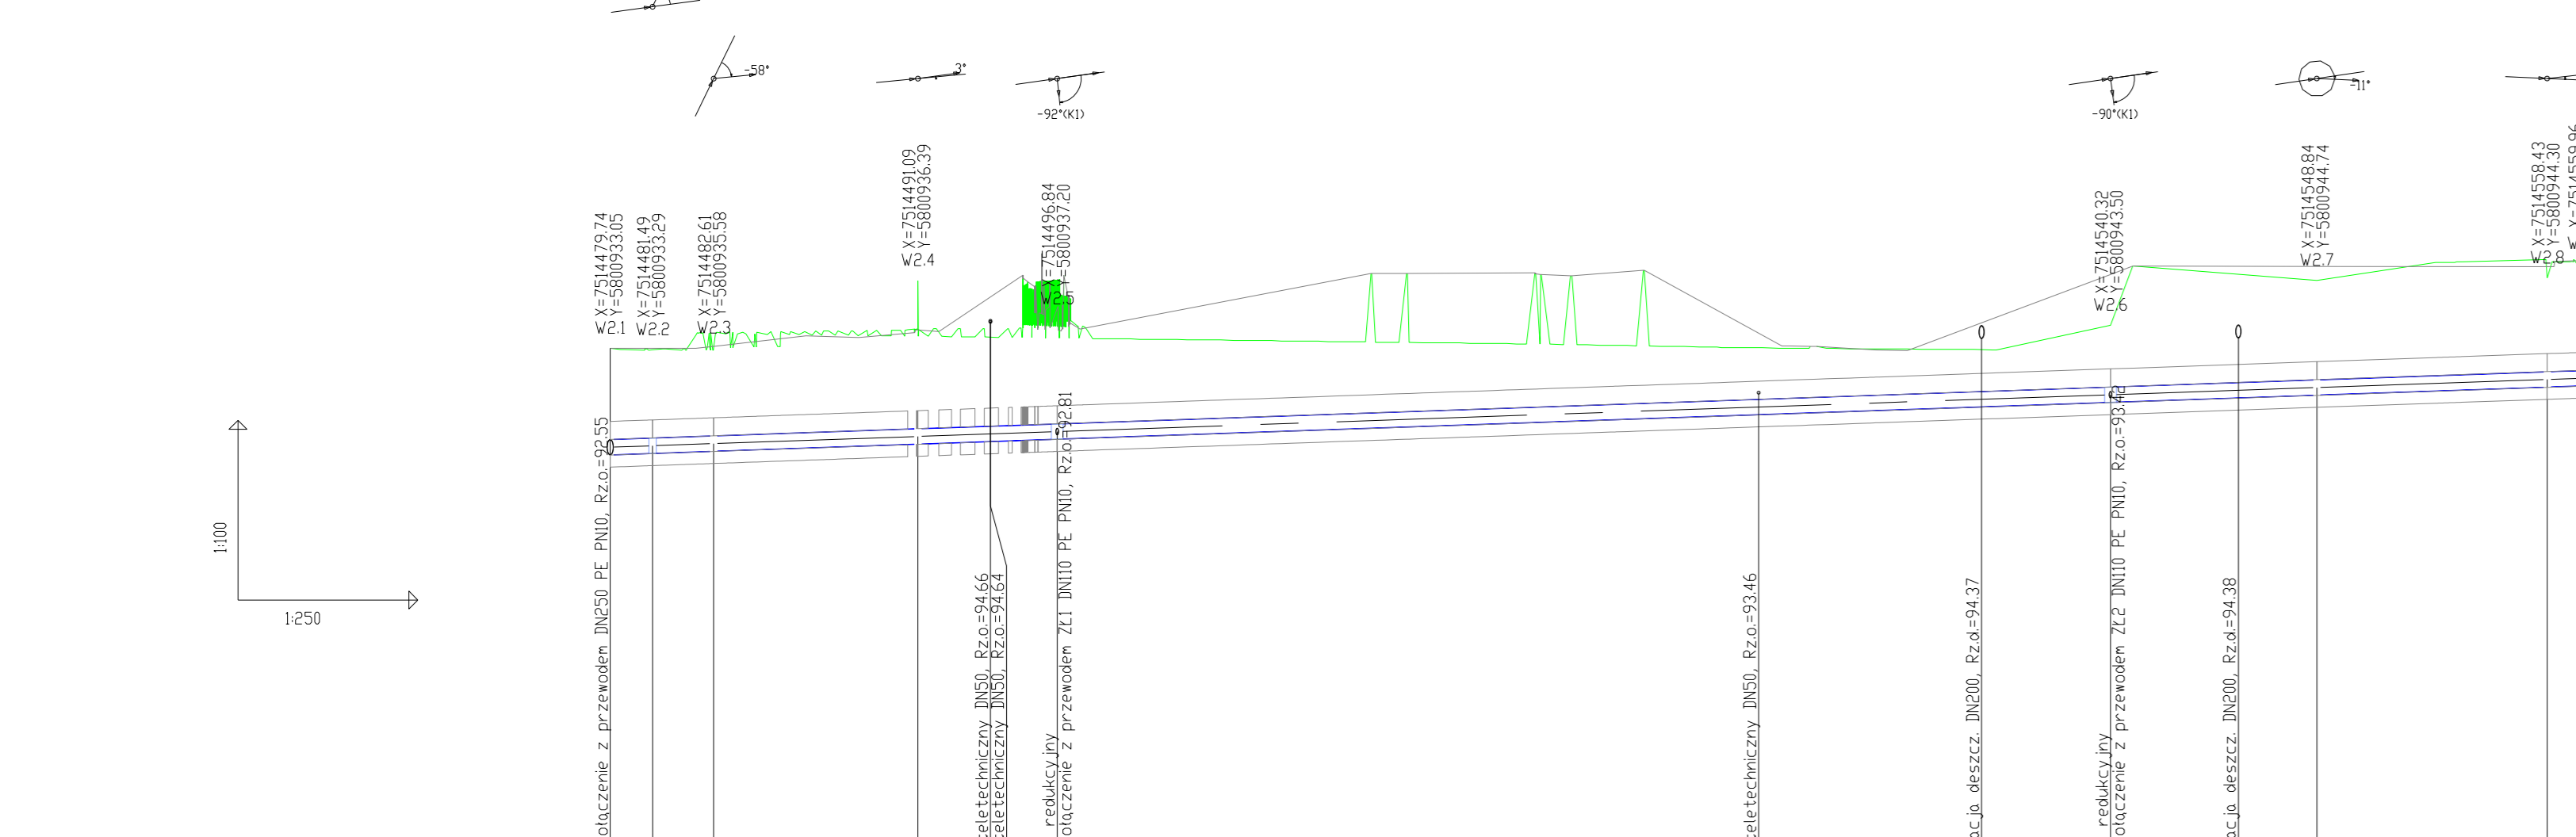 -58°
3°
-92°(K1)
-90°(K1)
-11°
X=7514479.74
Y=5800933.05
W2.1
X=7514481.49
Y=5800933.29
W2.2
X=7514482.61
Y=5800935.58
W2.3
X=7514491.09
Y=5800936.39
W2.4
X=7514496.84
Y=5800937.20
W2.5
X=7514540.32
Y=5800943.50
W2.6
X=7514548.84
Y=5800944.74
W2.7
X=7514558.43
Y=5800944.30
W2.8
X=7514559.96
1:100
1:250
ołączenie z przewodem DN250 PE PN10, Rz.o.=92.55
eletechniczny DN50, Rz.o.=94.66
eletechniczny DN50, Rz.o.=94.64
redukcyjny
ołączenie z przewodem ZŁ1 DN110 PE PN10, Rz.o.=92.81
eletechniczny DN50, Rz.o.=93.46
acja deszcz. DN200, Rz.d.=94.37
redukcyjny
ołączenie z przewodem ZŁ2 DN110 PE PN10, Rz.o.=93.42
acja deszcz. DN200, Rz.d.=94.38